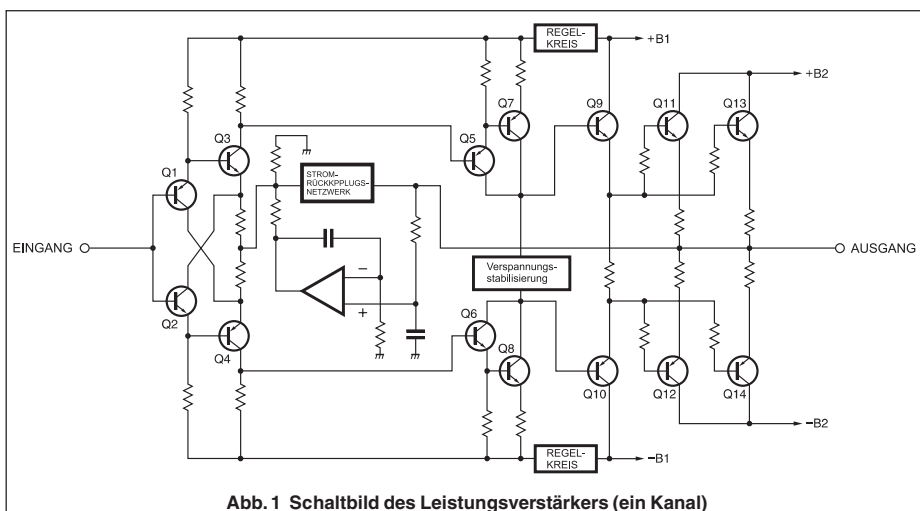 REGEL-
KREIS
+B1
+B2
Q7
Q9
Q11
Q13
Q3
Q5
Q1
STROM-
RÜCKKPPLUGS-
NETZWERK
EINGANG
AUSGANG
Verspannungs-
stabilisierung
−
+
Q2
Q6
Q4
Q8
Q10
Q12
Q14
−B2
REGEL-
KREIS
−B1
Abb. 1 Schaltbild des Leistungsverstärkers (ein Kanal)